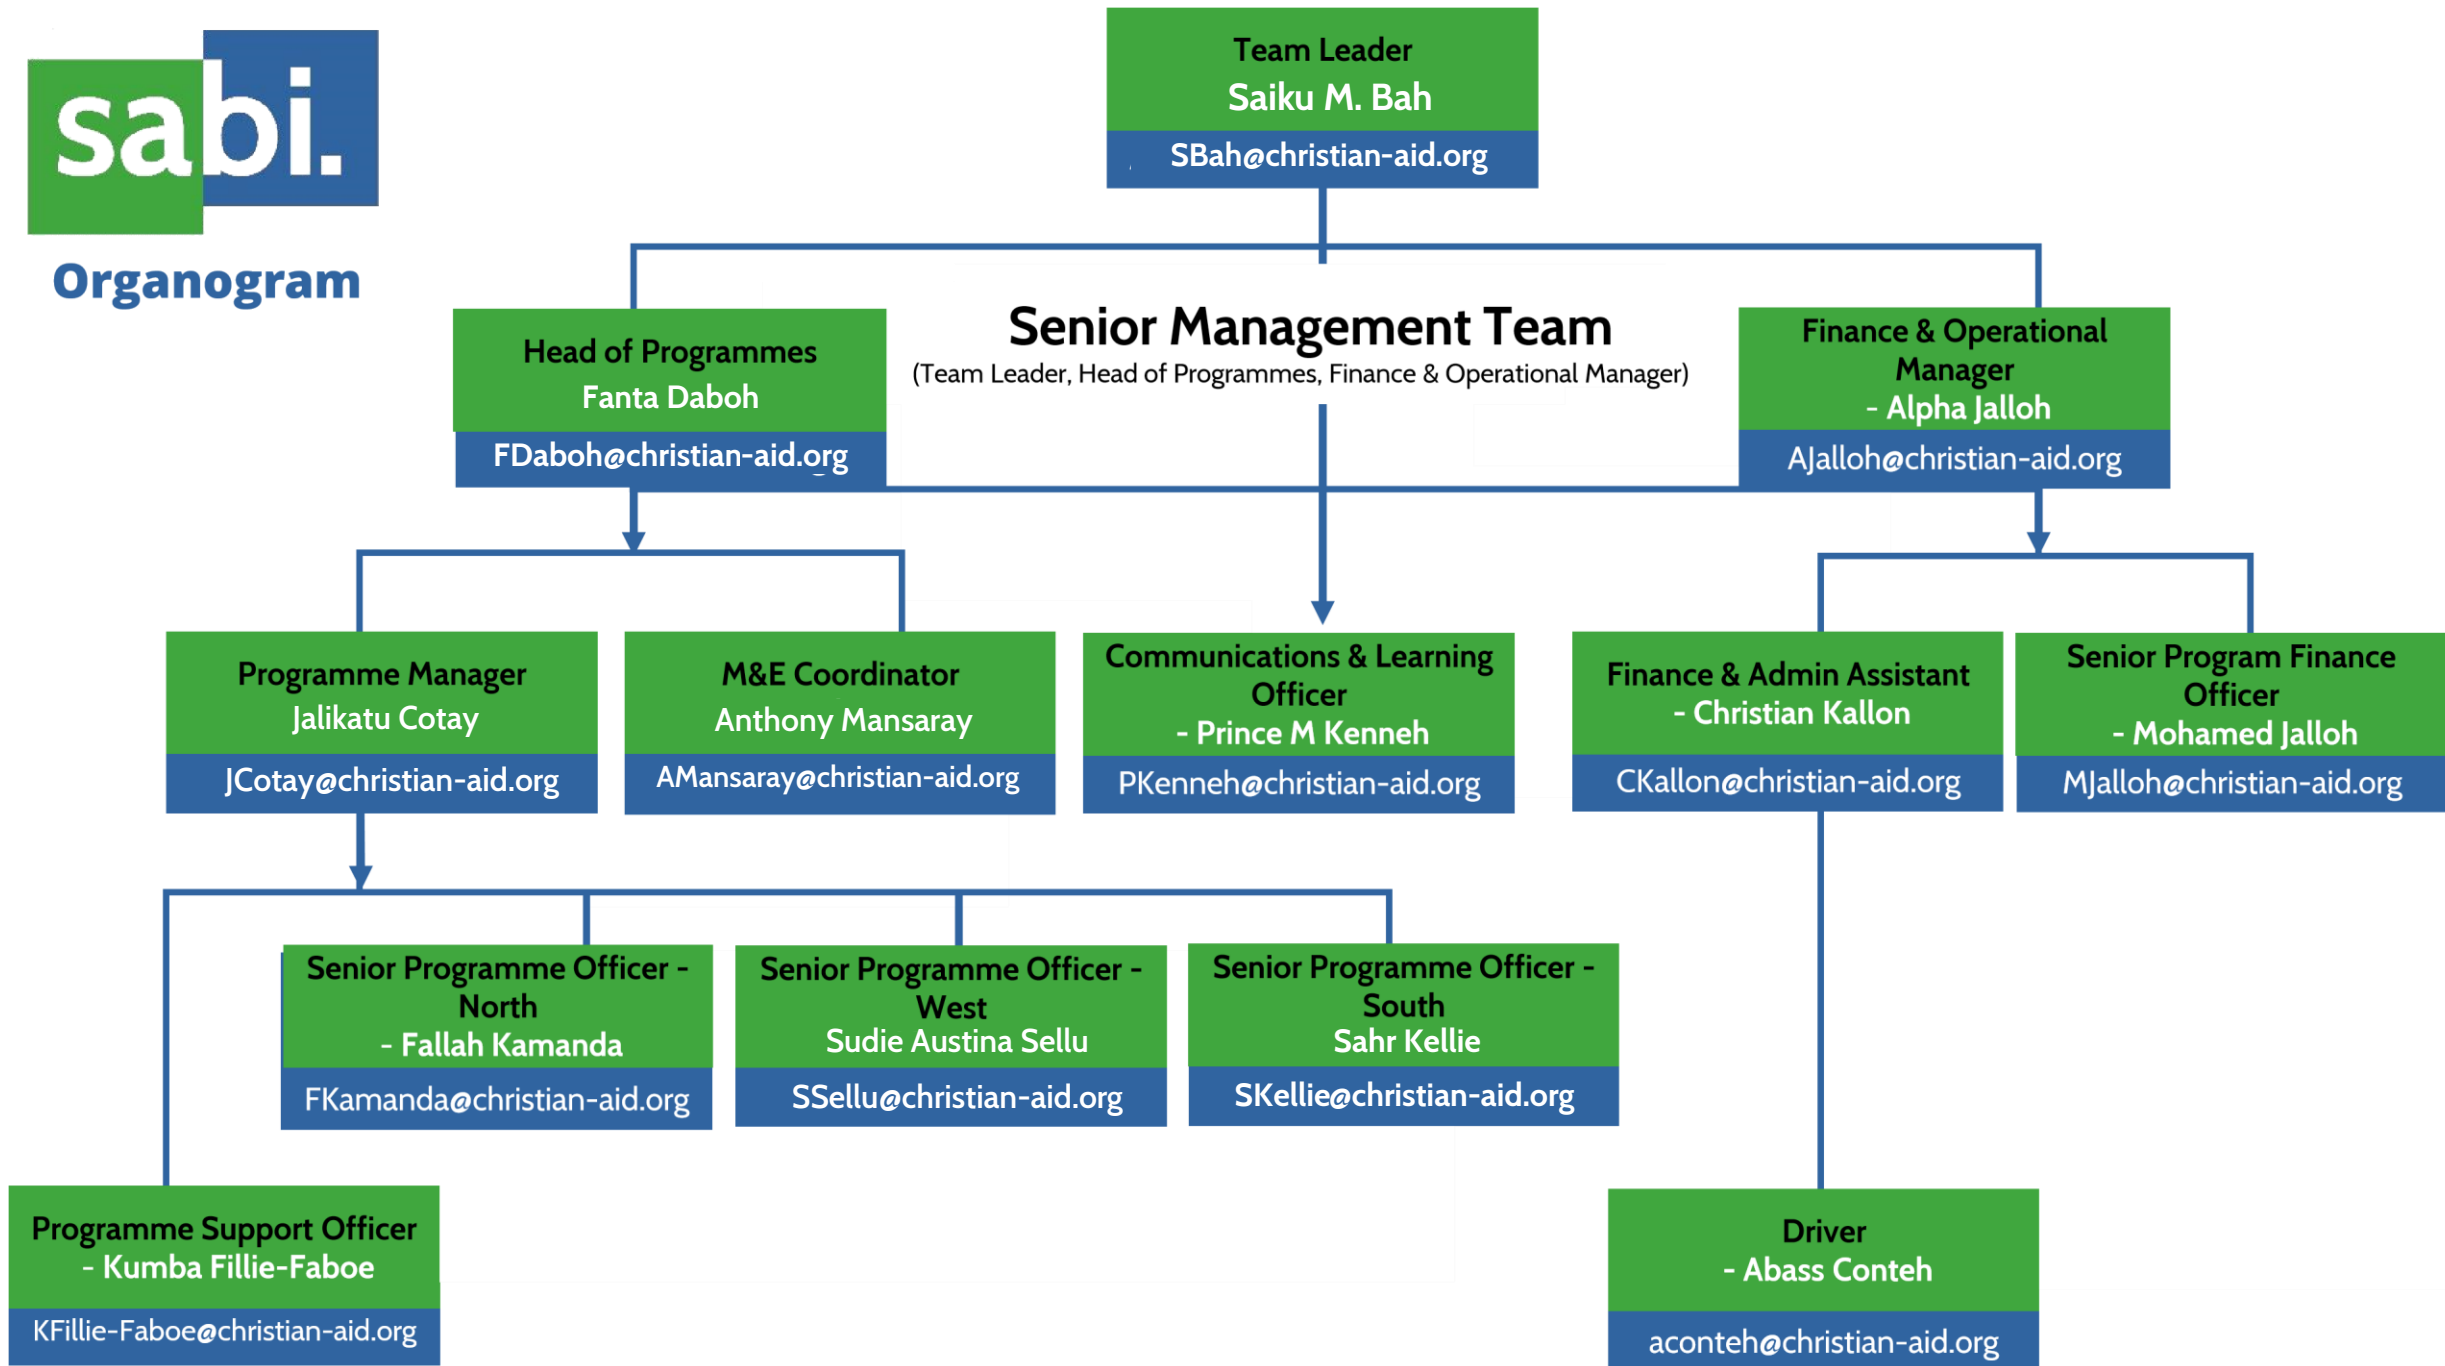 sabi.
Organogram
Team Leader
Saiku M. Bah
SBah@christian-aid.org
Head of Programmes
Fanta Daboh
FDaboh@christian-aid.org
Senior Management Team
(Team Leader, Head of Programmes, Finance & Operational Manager)
Finance & Operational
Manager
- Alpha Jalloh
AJalloh@christian-aid.org
Programme Manager
Jalikatu Cotay
JCotay@christian-aid.org
M&E Coordinator
Anthony Mansaray
AMansaray@christian-aid.org
Communications & Learning
Officer
- Prince M Kenneh
PKenneh@christian-aid.org
Finance & Admin Assistant
- Christian Kallon
CKallon@christian-aid.org
Senior Program Finance
Officer
- Mohamed Jalloh
MJalloh@christian-aid.org
Senior Programme Officer -
North
- Fallah Kamanda
FKamanda@christian-aid.org
Senior Programme Officer -
West
Sudie Austina Sellu
SSellu@christian-aid.org
Senior Programme Officer -
South
Sahr Kellie
SKellie@christian-aid.org
Programme Support Officer
- Kumba Fillie-Faboe
KFillie-Faboe@christian-aid.org
Driver
- Abass Conteh
aconteh@christian-aid.org